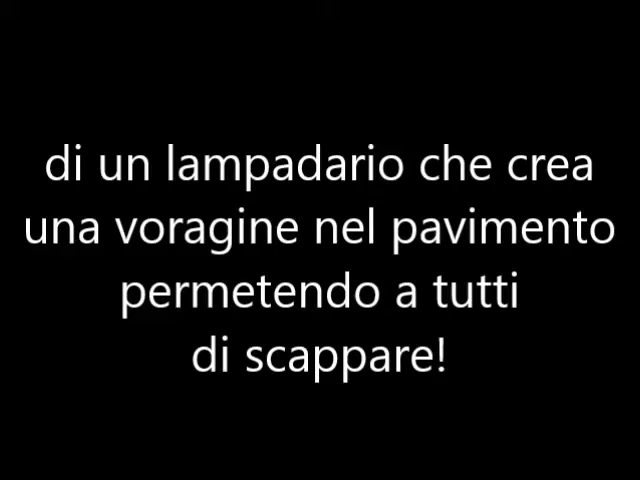 di un lampadario che crea
una voragine nel pavimento
permetendo a tutti
di scappare!